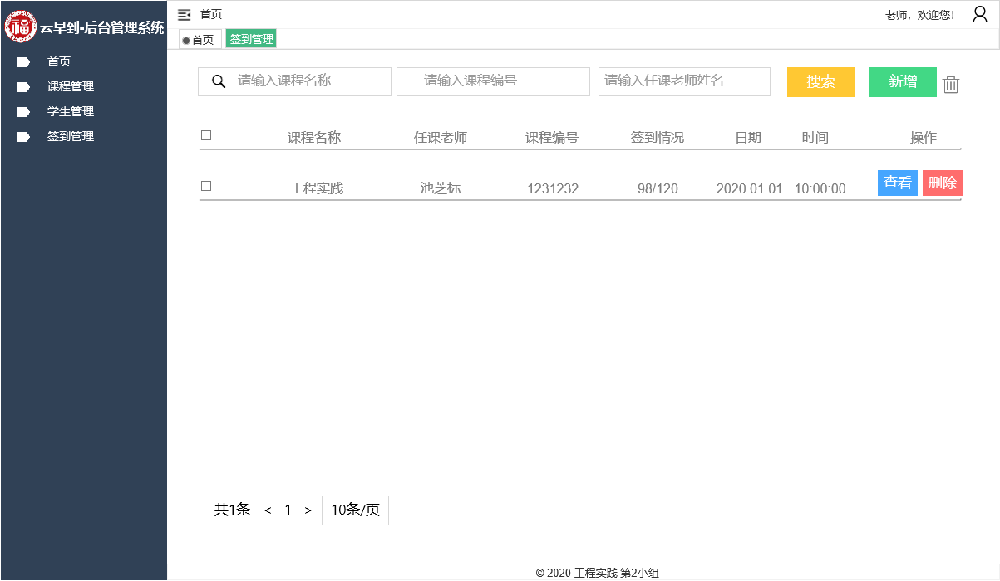 福 云早到-后台管理系统
首页
课程管理
学生管理
签到管理
首页 老师，欢迎您!
首页 签到管理
请输入课程名称 请输入课程编号 请输入任课老师姓名 搜索 新增
课程名称 任课老师 课程编号 签到情况 日期 时间 操作
工程实践 池芝标 1231232 98/120 2020.01.01 10:00:00 查看 删除
共1条 < 1 > 10条/页
© 2020 工程实践 第2小组